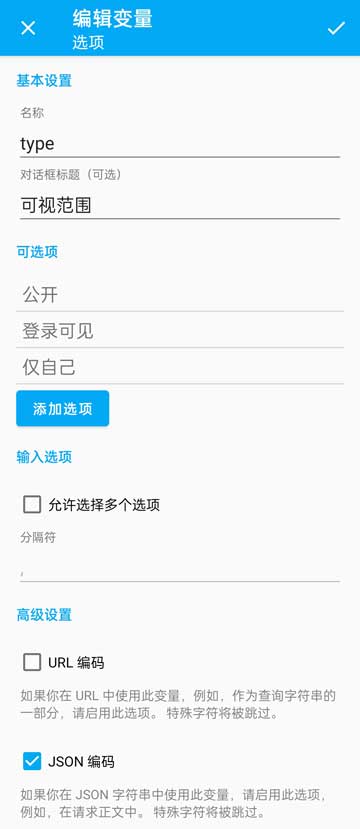 编辑变量
选项
基本设置
名称
type
对话框标题（可选）
可视范围
可选项
公开
登录可见
仅自己
添加选项
输入选项
允许选择多个选项
分隔符
,
高级设置
URL 编码
如果你在 URL 中使用此变量，例如，作为查询字符串的
一部分，请启用此选项。 特殊字符将被跳过。
JSON 编码
如果你在 JSON 字符串中使用此变量，请启用此选项，
例如，在请求正文中。 特殊字符将被跳过。